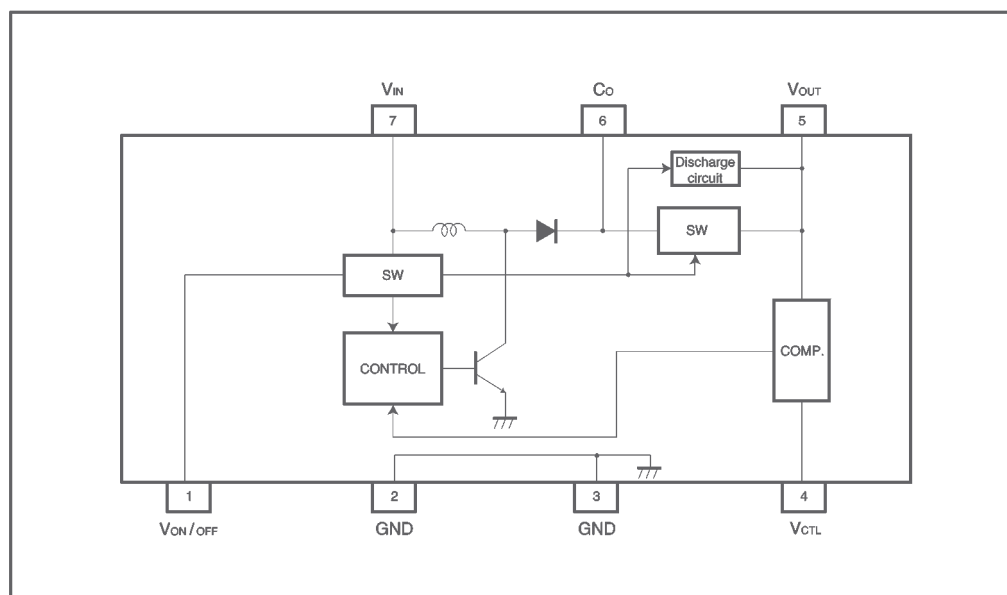 VIN
CO
VOUT
7
6
5
Discharge
circuit
SW
SW
CONTROL
COMP.
1
2
3
4
VON / OFF
GND
GND
VCTL